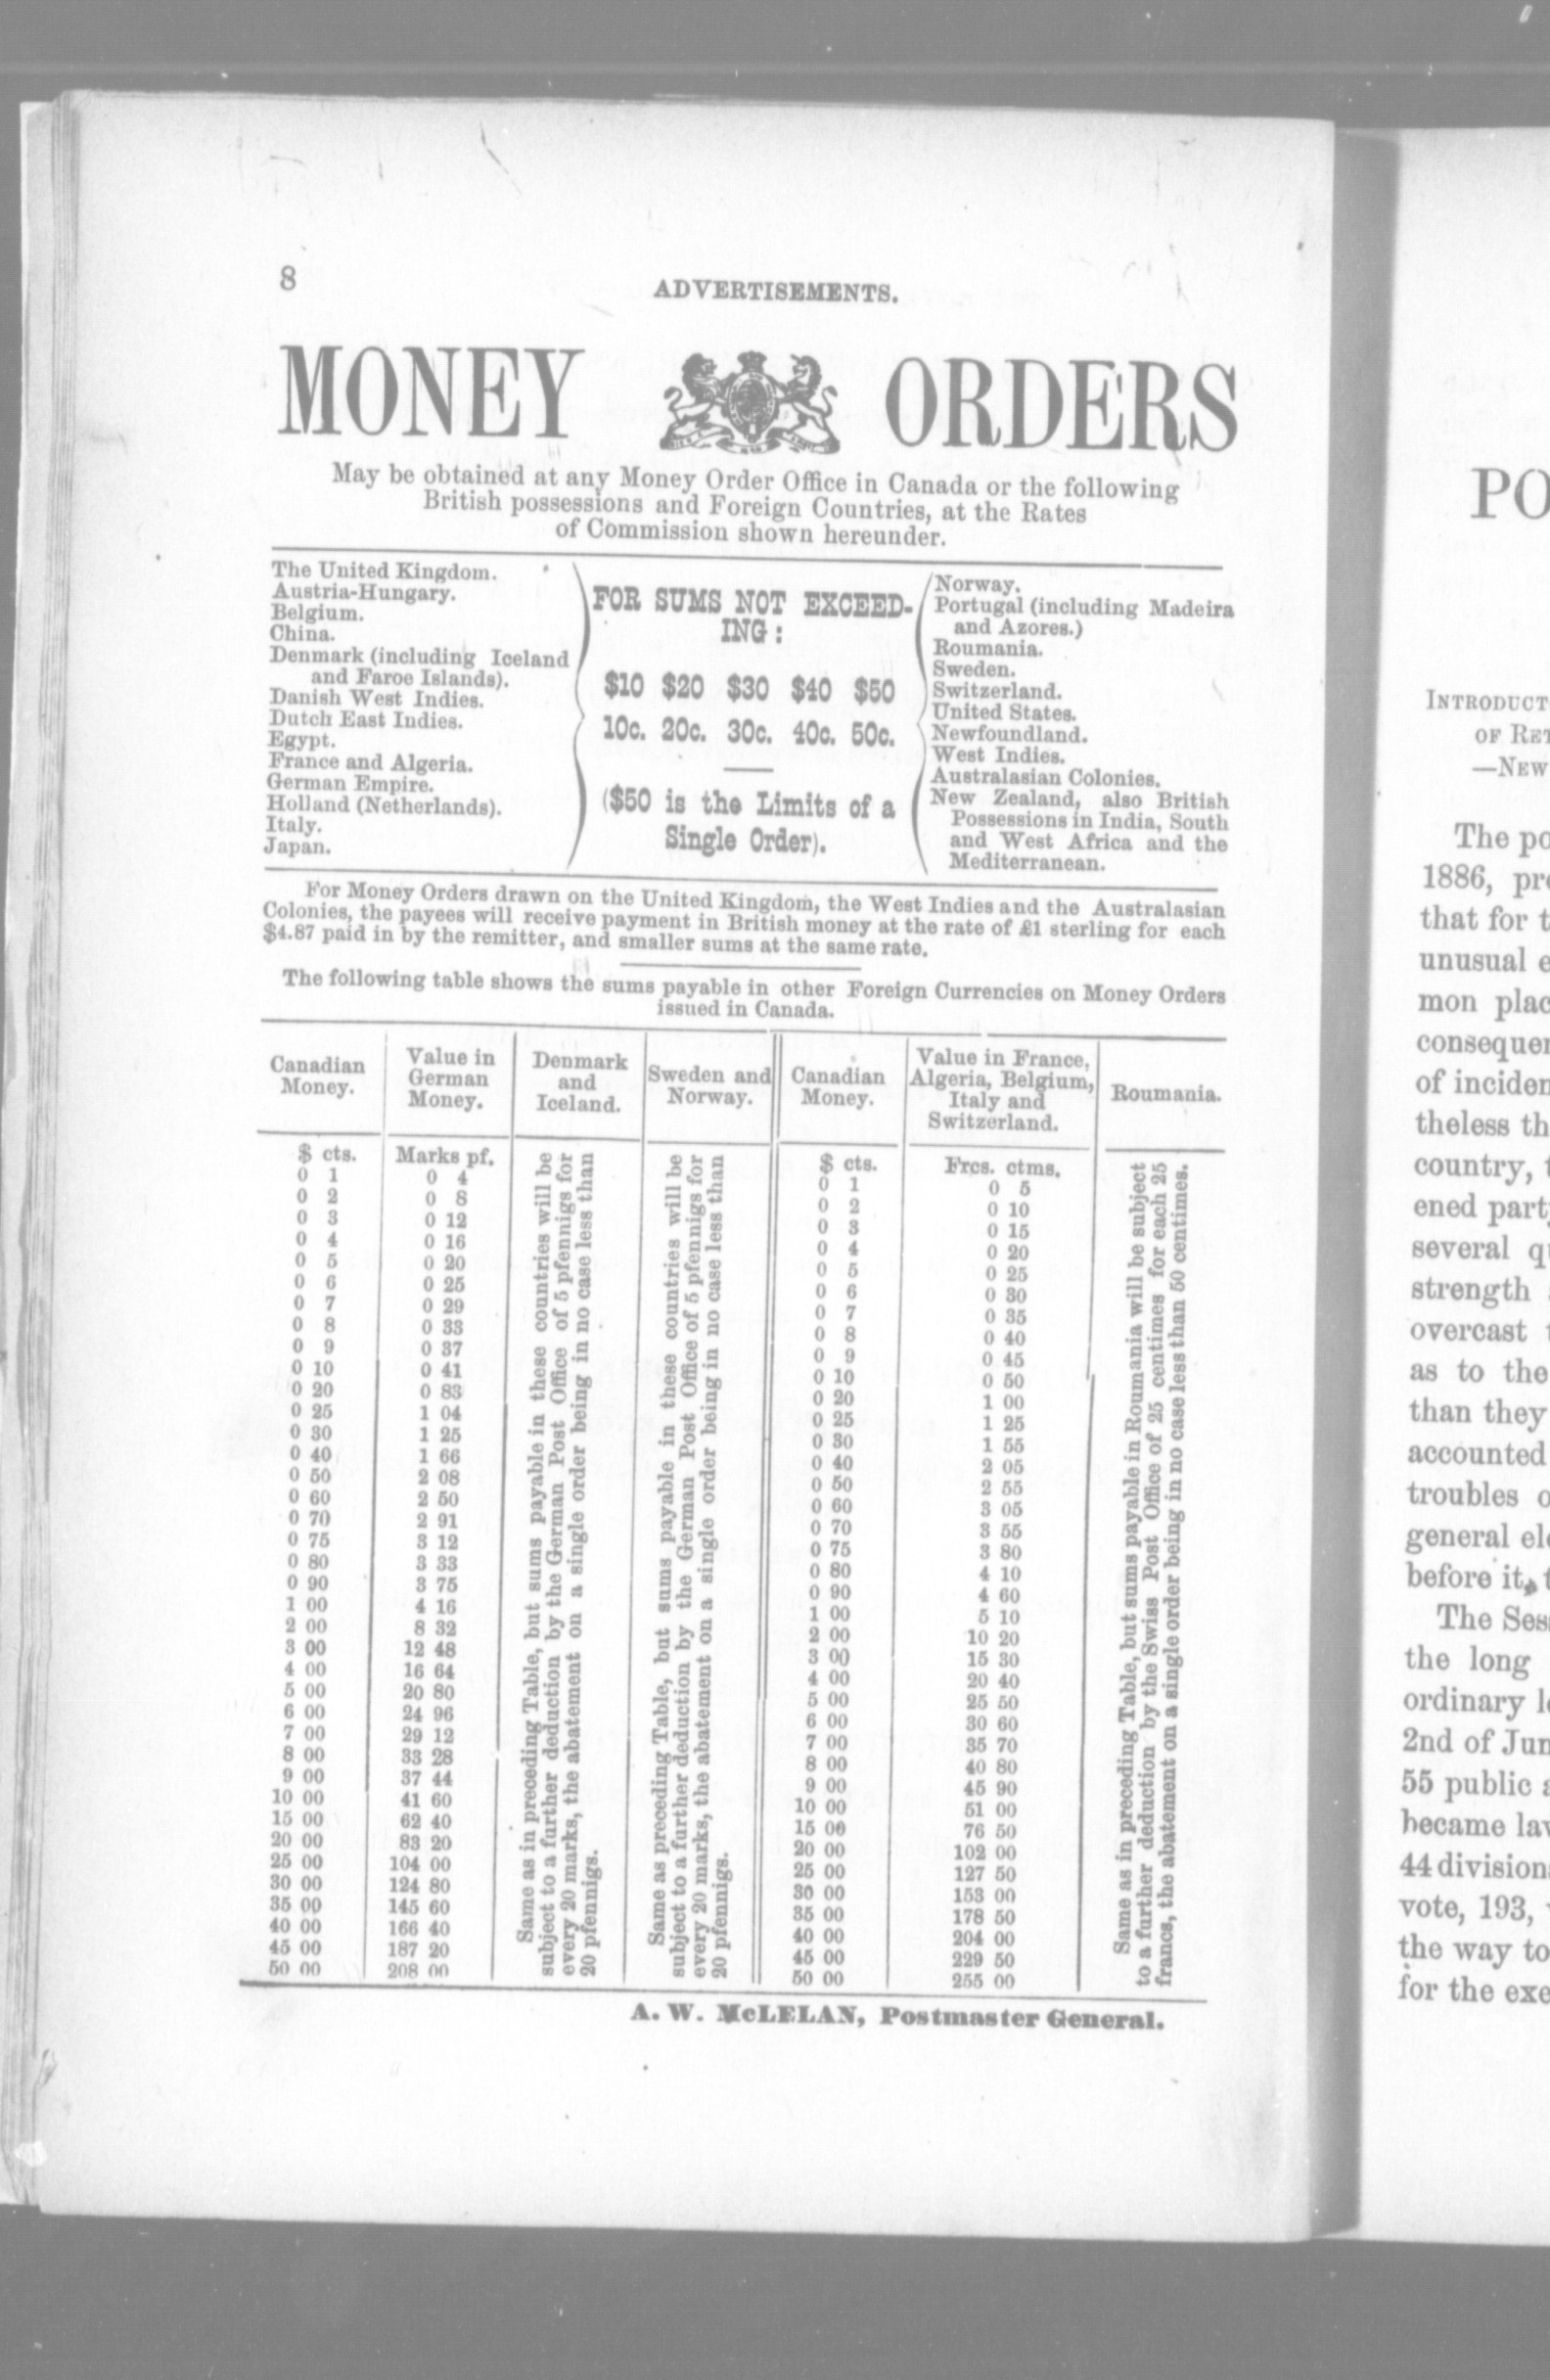 8
ADVERTISEMENTS.
MONEY ORDERS
May be obtained at any Money Order Office in Canada or the following
British possessions and Foreign Countries, at the Rates
of Commission shown hereunder.
The United Kingdom.
Austria-Hungary.
Belgium.
China.
Denmark (including Iceland
and Faroe Islands).
Danish West Indies.
Dutch East Indies.
Egypt.
France and Algeria.
German Empire.
Holland (Netherlands).
Italy.
Japan.
FOR SUMS NOT EXCEED-
ING:
$10 $20 $30 $40 $50
10c. 20c. 30c. 40c. 50c.
($50 is the Limits of a
Single Order).
Norway.
Portugal (including Madeira
and Azores.)
Roumania.
Sweden.
Switzerland.
United States.
Newfoundland.
West Indies.
Australasian Colonies.
New Zealand, also British
Possessions in India, South
and West Africa and the
Mediterranean.
For Money Orders drawn on the United Kingdom, the West Indies and the Australasian
Colonies, the payees will receive payment in British money at the rate of £1 sterling for each
$4.87 paid in by the remitter, and smaller sums at the same rate.
The following table shows the sums payable in other Foreign Currencies on Money Orders
issued in Canada.
Canadian
Money.
$ cts.
0 1
0 2
0 3
0 4
0 5
0 6
0 7
0 8
0 9
0 10
0 20
0 25
0 30
0 40
0 50
0 60
0 70
0 75
0 80
0 90
1 00
2 00
3 00
4 00
5 00
6 00
7 00
8 00
9 00
10 00
15 00
20 00
25 00
30 00
35 00
40 00
45 00
50 00
Value in
German
Money.
Marks pf.
0 4
0 8
0 12
0 16
0 20
0 25
0 29
0 33
0 37
0 41
0 83
1 04
1 25
1 66
2 08
2 50
2 91
3 12
3 33
3 75
4 16
8 32
12 48
16 64
20 80
24 96
29 12
33 28
37 44
41 60
62 40
83 20
104 00
124 80
145 60
166 40
187 20
208 00
Denmark
and
Iceland.
Same as in preceding Table, but sums payable in these countries will be
subject to a further deduction by the German Post Office of 5 pfennigs for
every 20 marks, the abatement on a single order being in no case less than
20 pfennigs.
Sweden and
Norway.
Same as preceding Table, but sums payable in these countries will be
subject to a further deduction by the German Post Office of 5 pfennigs for
every 20 marks, the abatement on a single order being in no case less than
20 pfennigs.
Canadian
Money.
$ cts.
0 1
0 2
0 3
0 4
0 5
0 6
0 7
0 8
0 9
0 10
0 20
0 25
0 30
0 40
0 50
0 60
0 70
0 75
0 80
0 90
1 00
2 00
3 00
4 00
5 00
6 00
7 00
8 00
9 00
10 00
15 00
20 00
25 00
30 00
35 00
40 00
45 00
50 00
Value in France,
Algeria, Belgium,
Italy and
Switzerland.
Frcs. ctms.
0 5
0 10
0 15
0 20
0 25
0 30
0 35
0 40
0 45
0 50
1 00
1 25
1 55
2 05
2 55
3 05
3 55
3 80
4 10
4 60
5 10
10 20
15 30
20 40
25 50
30 60
35 70
40 80
45 90
51 00
76 50
102 00
127 50
153 00
178 50
204 00
229 50
255 00
Roumania.
Same as in preceding Table, but sums payable in Roumania will be subject
to a further deduction by the Swiss Post Office of 25 centimes for each 25
francs, the abatement on a single order being in no case less than 50 centimes.
A. W. McLELAN, Postmaster General.
PO
INTRODUCT
OF RET
—NEW
The po
1886, pre
that for t
unusual e
mon plac
consequen
of inciden
theless th
country, t
ened party
several qu
strength
overcast t
as to the
than they
accounted
troubles o
general ele
before it, t
The Sess
the long
ordinary le
2nd of Jun
55 public a
became law
44 divisions
vote, 193,
the way to
for the exe